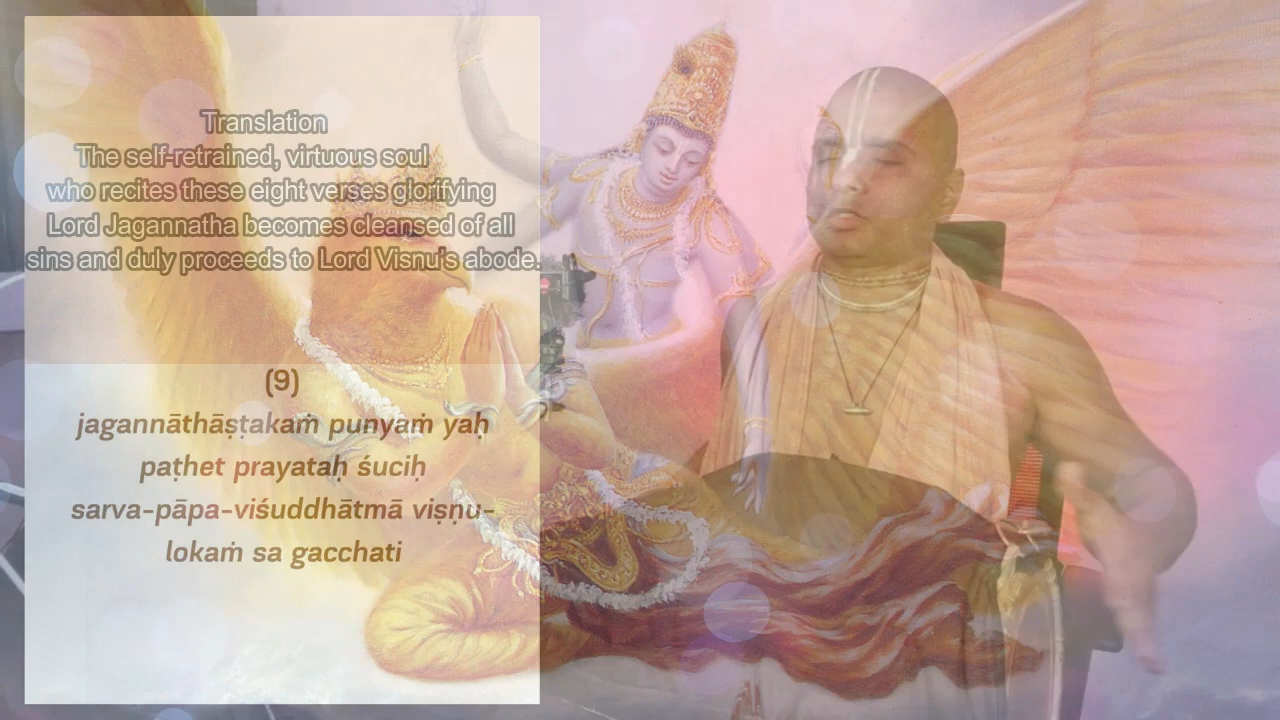 Translation
The self-retrained, virtuous soul
who recites these eight verses glorifying
Lord Jagannatha becomes cleansed of all
sins and duly proceeds to Lord Visnu's abode.
(9)
jagannāthāṣṭakaṁ punyaṁ yaḥ
paṭhet prayataḥ śuciḥ
sarva-pāpa-viśuddhātmā viṣṇu-
lokaṁ sa gacchati